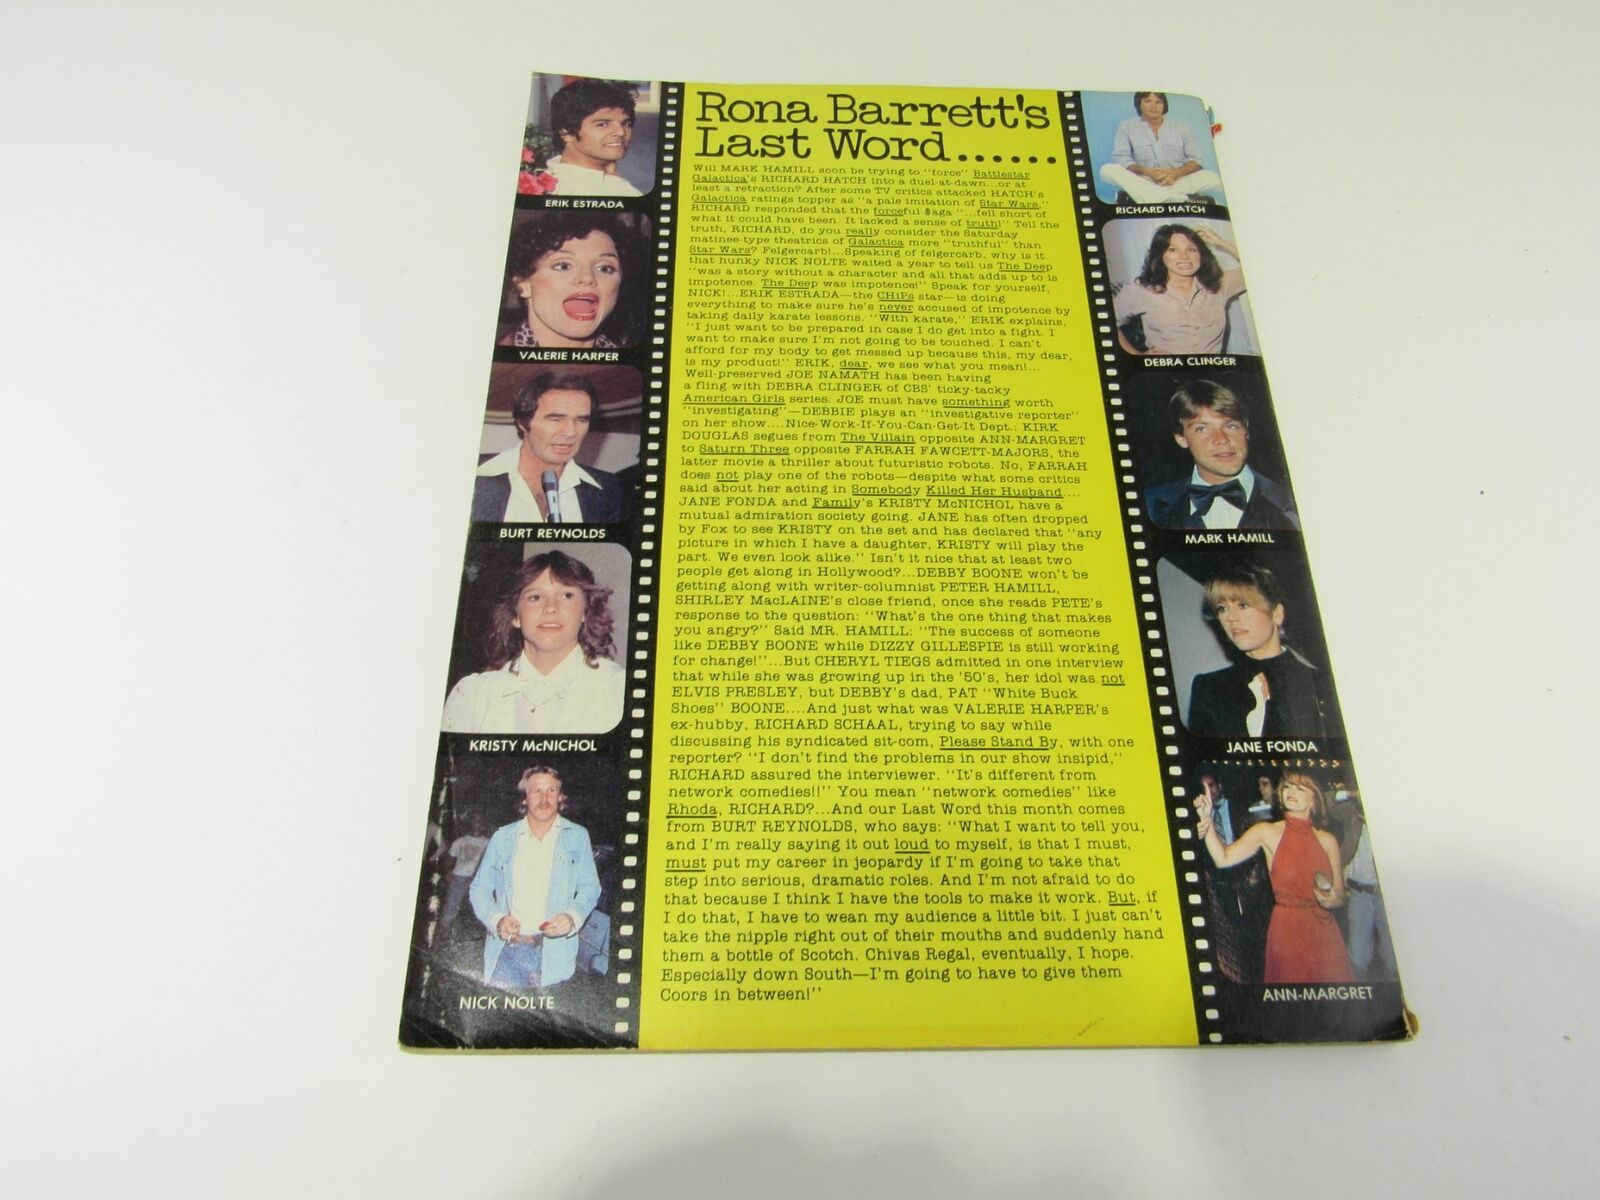 Rona Barrett's
Last Word......
Will MARK HAMILL soon be trying to "force" Battlestar
Galactica's RICHARD HATCH into a duel-at-dawn...or at
least a retraction? After some TV critics attacked HATCH's
Galactica ratings topper as "a pale imitation of Star Wars,"
RICHARD responded that the forceful $aga "...fell short of
what it could have been. It lacked a sense of truth!" Tell the
truth, RICHARD, do you really consider the Saturday
matinee-type theatrics of Galactica more "truthful" than
Star Wars? Felgercarb!...Speaking of felgercarb, why is it
that hunky NICK NOLTE waited a year to tell us The Deep
"was a story without a character and all that adds up to is
impotence. The Deep was impotence!" Speak for yourself,
NICK!...ERIK ESTRADA—the CHiPs star—is doing
everything to make sure he's never accused of impotence by
taking daily karate lessons. "With karate," ERIK explains,
"I just want to be prepared in case I do get into a fight. I
want to make sure I'm not going to be touched. I can't
afford for my body to get messed up because this, my dear,
is my product!" ERIK, dear, we see what you mean!...
Well-preserved JOE NAMATH has been having
a fling with DEBRA CLINGER of CBS' ticky-tacky
American Girls series. JOE must have something worth
"investigating"—DEBBIE plays an "investigative reporter"
on her show....Nice-Work-If-You-Can-Get-It Dept.: KIRK
DOUGLAS segues from The Villain opposite ANN-MARGRET
to Saturn Three opposite FARRAH FAWCETT-MAJORS, the
latter movie a thriller about futuristic robots. No, FARRAH
does not play one of the robots—despite what some critics
said about her acting in Somebody Killed Her Husband....
JANE FONDA and Family's KRISTY McNICHOL have a
mutual admiration society going. JANE has often dropped
by Fox to see KRISTY on the set and has declared that "any
picture in which I have a daughter, KRISTY will play the
part. We even look alike." Isn't it nice that at least two
people get along in Hollywood?...DEBBY BOONE won't be
getting along with writer-columnist PETER HAMILL,
SHIRLEY MacLAINE's close friend, once she reads PETE's
response to the question: "What's the one thing that makes
you angry?" Said MR. HAMILL: "The success of someone
like DEBBY BOONE while DIZZY GILLESPIE is still working
for change!"...But CHERYL TIEGS admitted in one interview
that while she was growing up in the '50's, her idol was not
ELVIS PRESLEY, but DEBBY's dad, PAT "White Buck
Shoes" BOONE....And just what was VALERIE HARPER's
ex-hubby, RICHARD SCHAAL, trying to say while
discussing his syndicated sit-com, Please Stand By, with one
reporter? "I don't find the problems in our show insipid,"
RICHARD assured the interviewer. "It's different from
network comedies!!" You mean "network comedies" like
Rhoda, RICHARD?...And our Last Word this month comes
from BURT REYNOLDS, who says: "What I want to tell you,
and I'm really saying it out loud to myself, is that I must,
must put my career in jeopardy if I'm going to take that
step into serious, dramatic roles. And I'm not afraid to do
that because I think I have the tools to make it work. But, if
I do that, I have to wean my audience a little bit. I just can't
take the nipple right out of their mouths and suddenly hand
them a bottle of Scotch. Chivas Regal, eventually, I hope.
Especially down South—I'm going to have to give them
Coors in between!"
ERIK ESTRADA
VALERIE HARPER
BURT REYNOLDS
KRISTY McNICHOL
NICK NOLTE
RICHARD HATCH
DEBRA CLINGER
MARK HAMILL
JANE FONDA
ANN-MARGRET